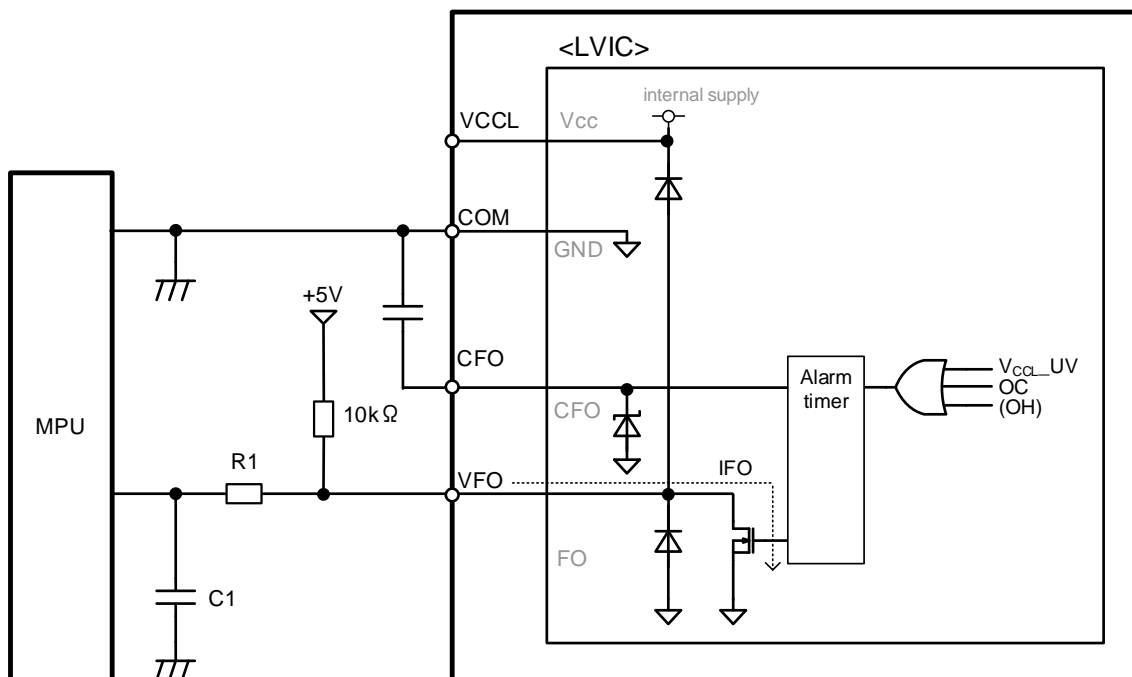 <LVIC>
internal supply
VCCL
Vcc
COM
GND
+5V
CFO
CFO
Alarm
timer
VCCL_UV
OC
(OH)
10kΩ
MPU
R1
VFO
IFO
FO
C1